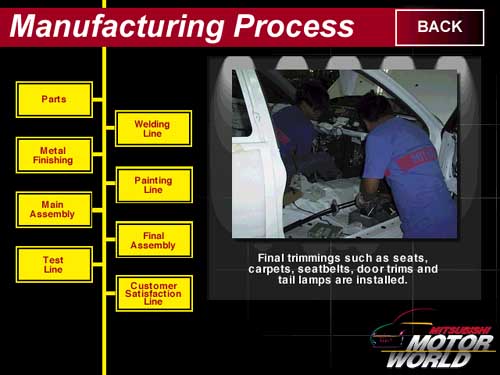 Manufacturing Process
BACK
Parts
Welding
Line
Metal
Finishing
Painting
Line
Main
Assembly
Final
Assembly
Test
Line
Customer
Satisfaction
Line
Final trimmings such as seats,
carpets, seatbelts, door trims and
tail lamps are installed.
MITSUBISHI
MOTOR
WORLD